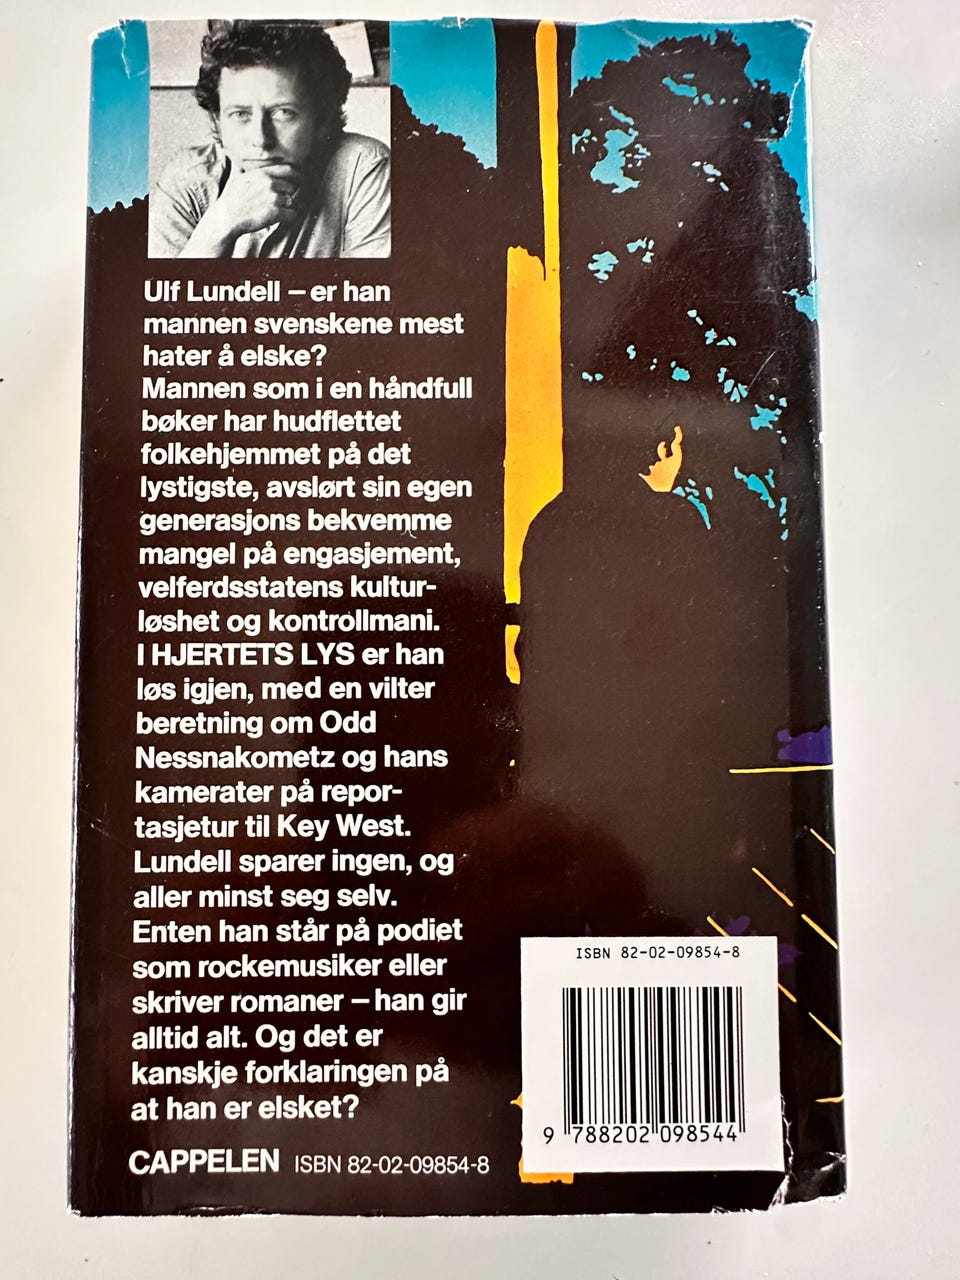 Ulf Lundell – er han
mannen svenskene mest
hater å elske?
Mannen som i en håndfull
bøker har hudflettet
folkehjemmet på det
lystigste, avslørt sin egen
generasjons bekvemme
mangel på engasjement,
velferdsstatens kultur-
løshet og kontrollmani.
I HJERTETS LYS er han
løs igjen, med en vilter
beretning om Odd
Nessnakometz og hans
kamerater på repor-
tasjetur til Key West.
Lundell sparer ingen, og
aller minst seg selv.
Enten han står på podiet
som rockemusiker eller
skriver romaner – han gir
alltid alt. Og det er
kanskje forklaringen på
at han er elsket?
CAPPELEN ISBN 82-02-09854-8
ISBN 82-02-09854-8
9 788202 098544